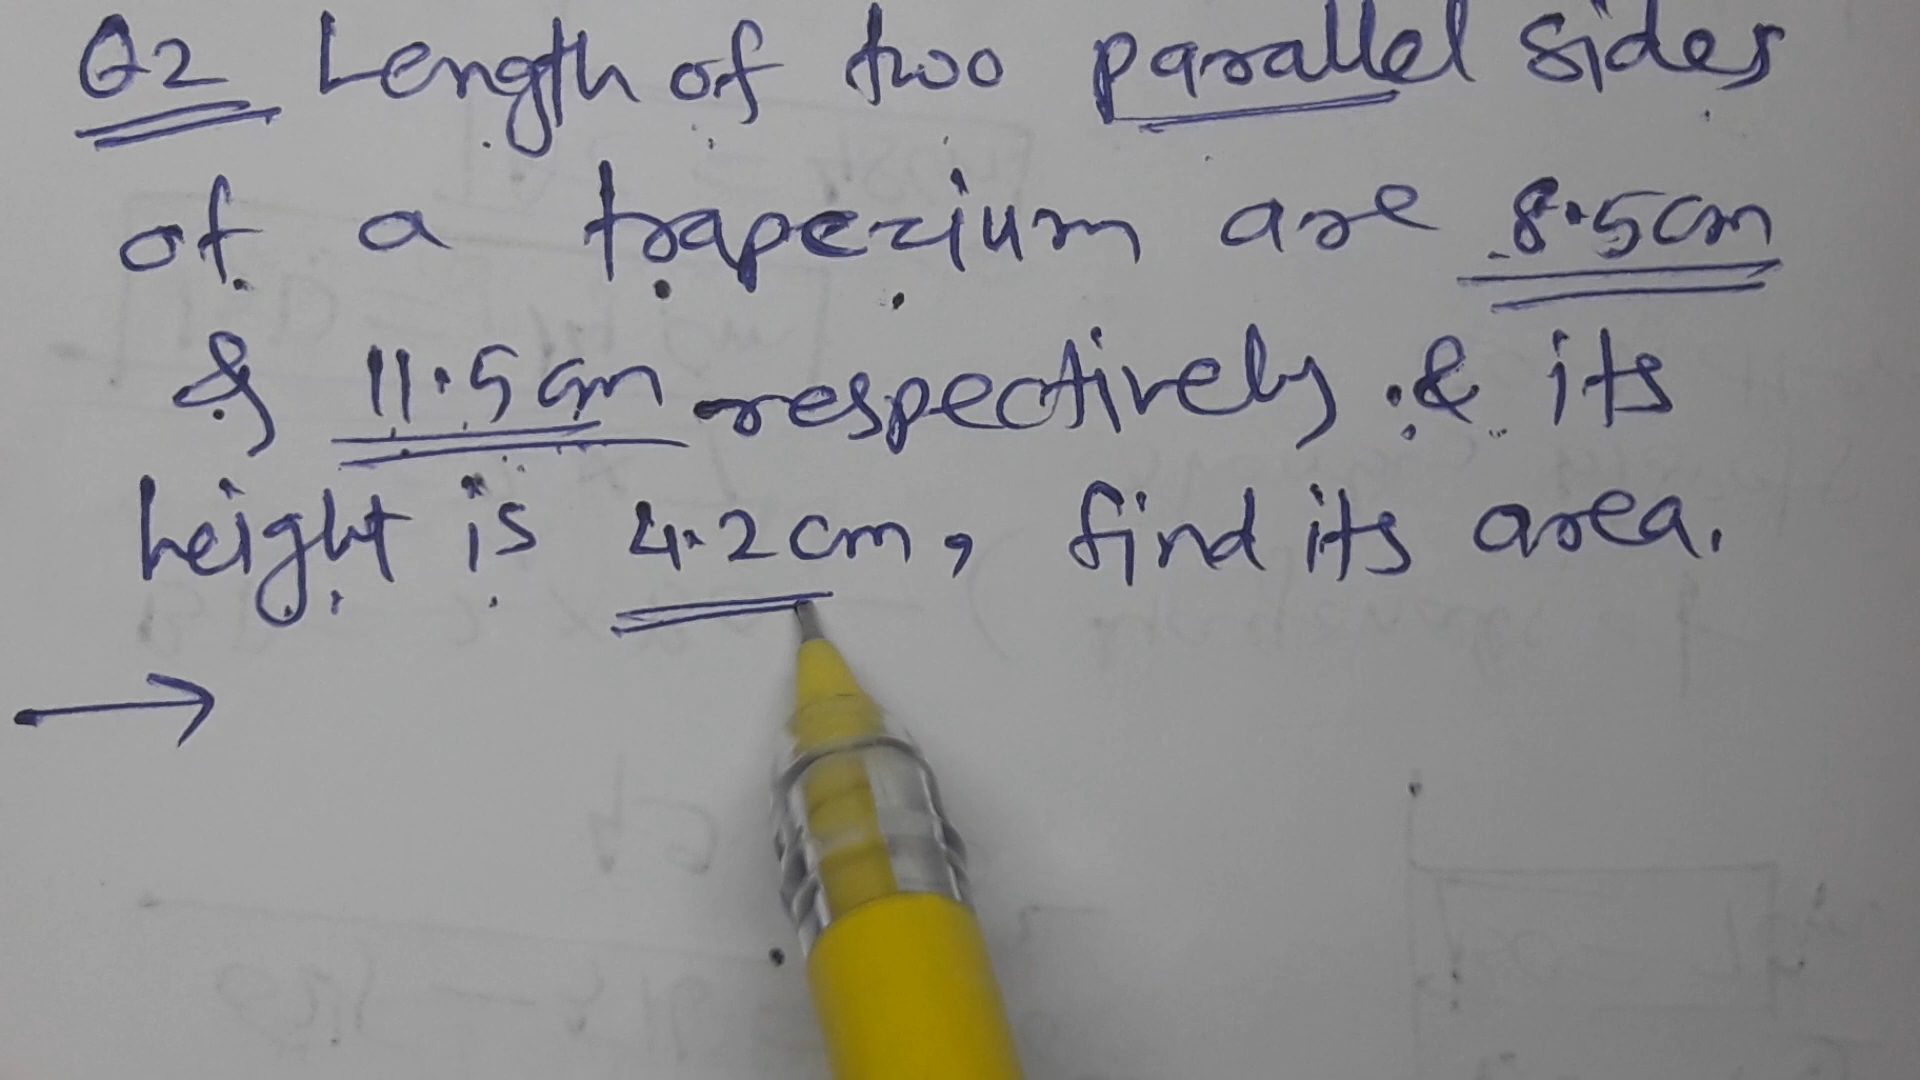 Q2 Length of two parallel sides
of a trapezium are 8.5cm
& 11.5cm respectively & its
height is 4.2cm, find its area.